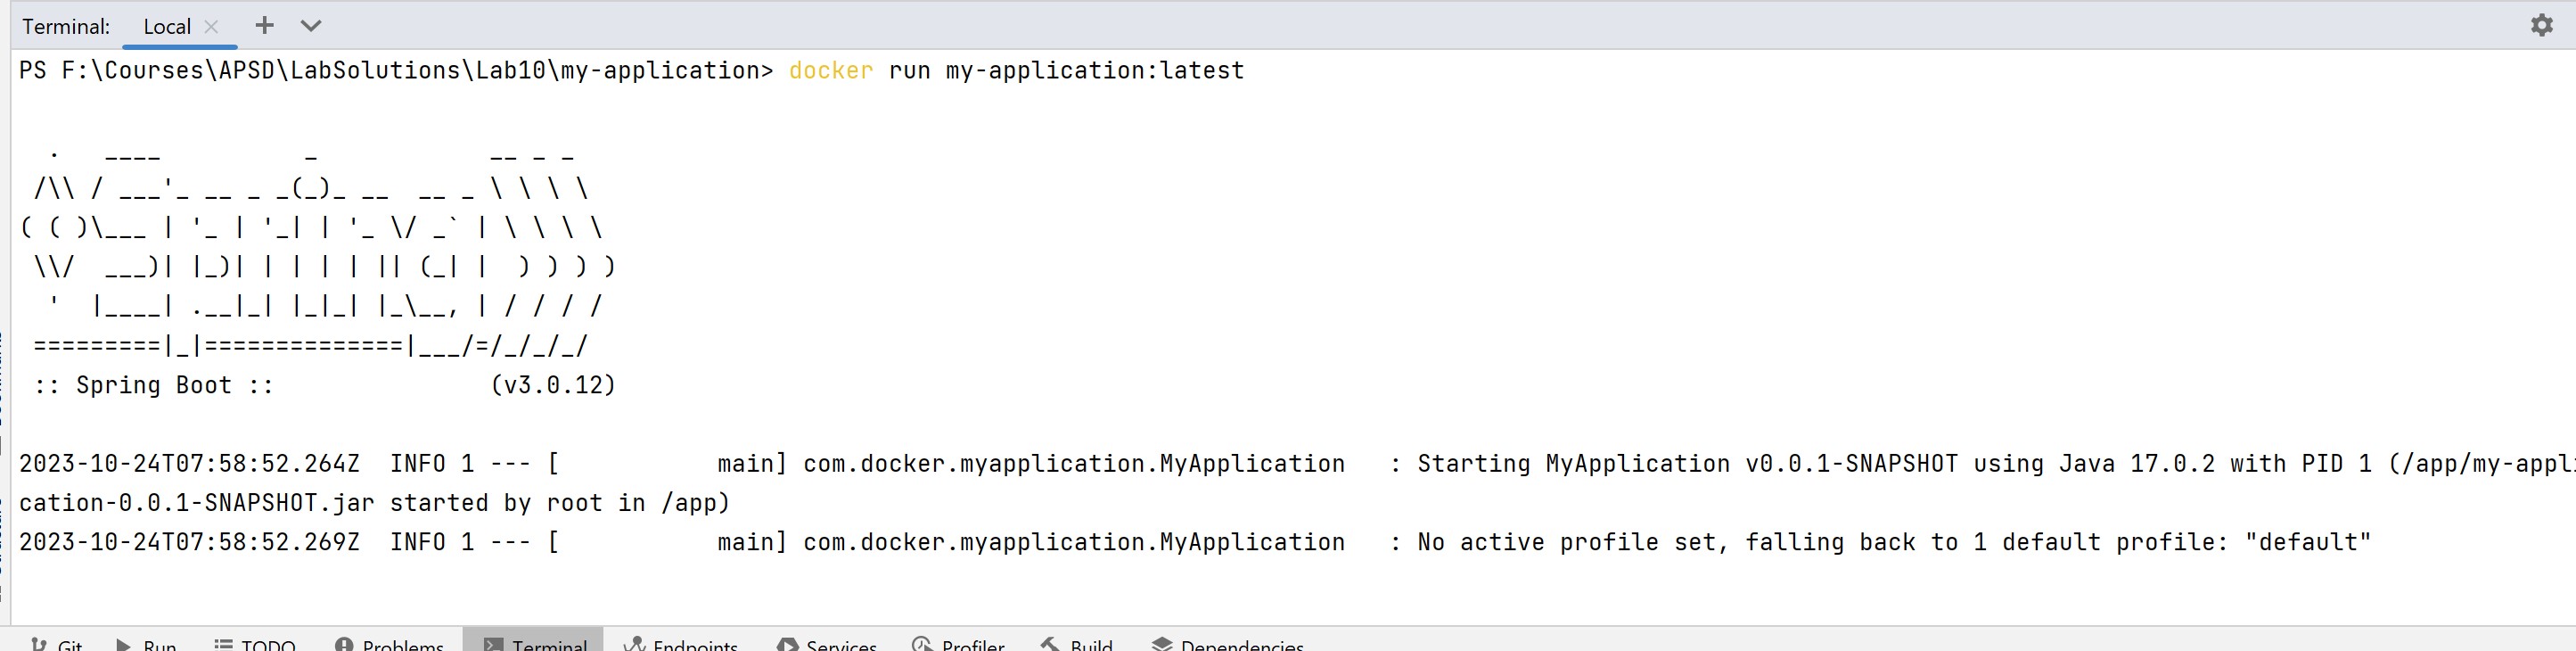 Terminal: Local
PS F:\Courses\APSD\LabSolutions\Lab10\my-application> docker run my-application:latest
  .   ____          _            __ _ _
 /\\ / ___'_ __ _ _(_)_ __  __ _ \ \ \ \
( ( )\___ | '_ | '_| | '_ \/ _` | \ \ \ \
 \\/  ___)| |_)| | | | | || (_| |  ) ) ) )
  '  |____| .__|_| |_|_| |_\__, | / / / /
 =========|_|==============|___/=/_/_/_/
 :: Spring Boot ::               (v3.0.12)
2023-10-24T07:58:52.264Z  INFO 1 --- [           main] com.docker.myapplication.MyApplication   : Starting MyApplication v0.0.1-SNAPSHOT using Java 17.0.2 with PID 1 (/app/my-appli
cation-0.0.1-SNAPSHOT.jar started by root in /app)
2023-10-24T07:58:52.269Z  INFO 1 --- [           main] com.docker.myapplication.MyApplication   : No active profile set, falling back to 1 default profile: "default"
Git Run TODO Problems Terminal Endpoints Services Profiler Build Dependencies